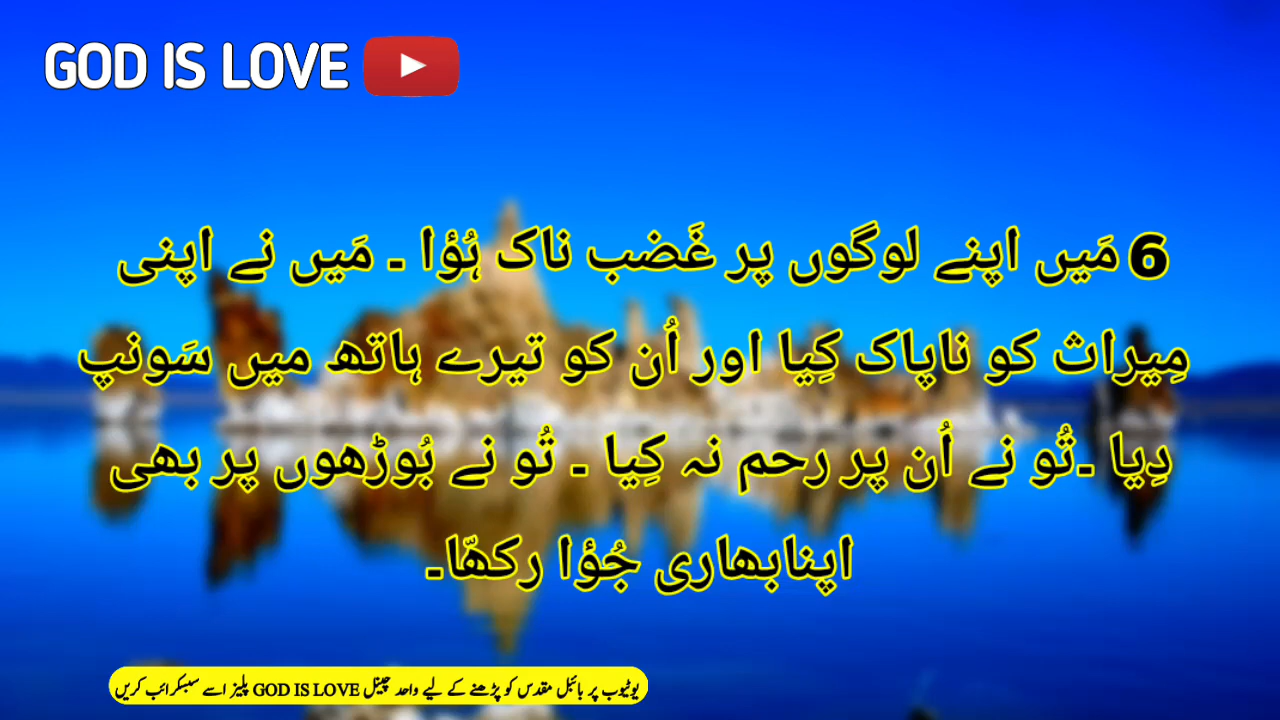 GOD IS LOVE
6 مَیں اپنے لوگوں پر غَضب ناک ہُؤا ۔ مَیں نے اپنی
مِیراث کو ناپاک کِیا اور اُن کو تیرے ہاتھ میں سَونپ
دِیا ۔تُو نے اُن پر رحم نہ کِیا ۔ تُو نے بُوڑھوں پر بھی
اپنابھاری جُؤا رکھّا۔
یوٹیوب پر بائبل مقدس کو پڑھنے کے لیے واحد چینل GOD IS LOVE پلیز اسے سبسکرائب کریں